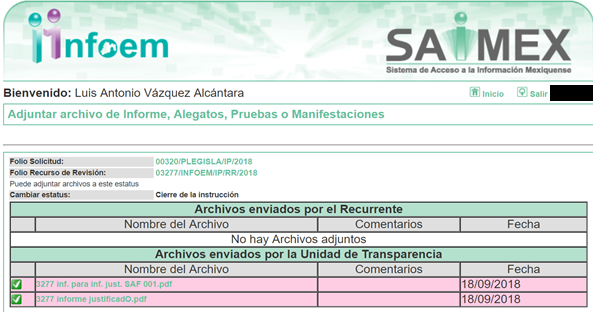 infoem
SAIMEX
Sistema de Acceso a la Información Mexiquense
Bienvenido: Luis Antonio Vázquez Alcántara
Inicio Salir
Adjuntar archivo de Informe, Alegatos, Pruebas o Manifestaciones
Folio Solicitud: 00320/PLEGISLA/IP/2018
Folio Recurso de Revisión: 03277/INFOEM/IP/RR/2018
Puede adjuntar archivos a este estatus
Cambiar estatus: Cierre de la instrucción
Archivos enviados por el Recurrente
Nombre del Archivo Comentarios Fecha
No hay Archivos adjuntos
Archivos enviados por la Unidad de Transparencia
Nombre del Archivo Comentarios Fecha
3277 inf. para inf. just. SAF 001.pdf 18/09/2018
3277 informe justificadO.pdf 18/09/2018